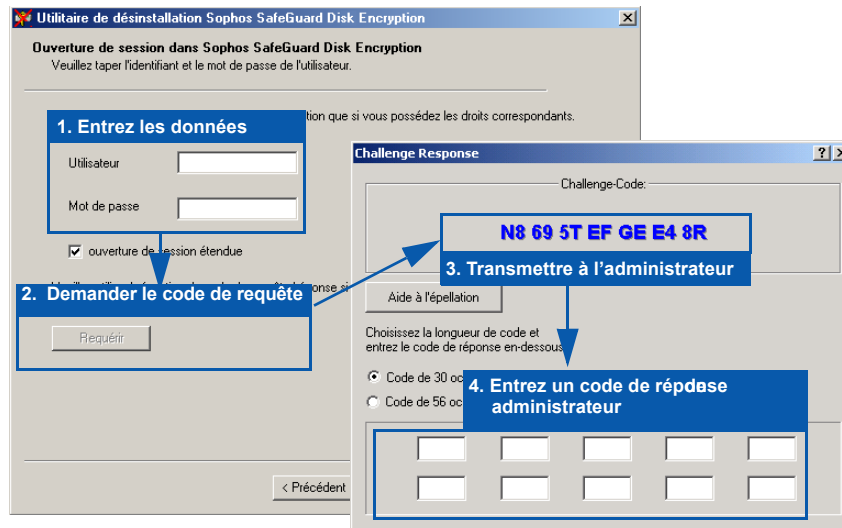 Utilitaire de désinstallation Sophos SafeGuard Disk Encryption
Ouverture de session dans Sophos SafeGuard Disk Encryption
Veuillez taper l'identifiant et le mot de passe de l'utilisateur.
que si vous possédez les droits correspondants.
1. Entrez les données
Utilisateur
Mot de passe
ouverture de session étendue
2. Demander le code de requête
si
Requérir
< Précédent
Challenge Response
Challenge-Code:
N8 69 5T EF GE E4 8R
3. Transmettre à l'administrateur
Aide à l'épellation
Choisissez la longueur de code et
entrez le code de réponse en-dessous
Code de 30
Code de 56
4. Entrez un code de
administrateur